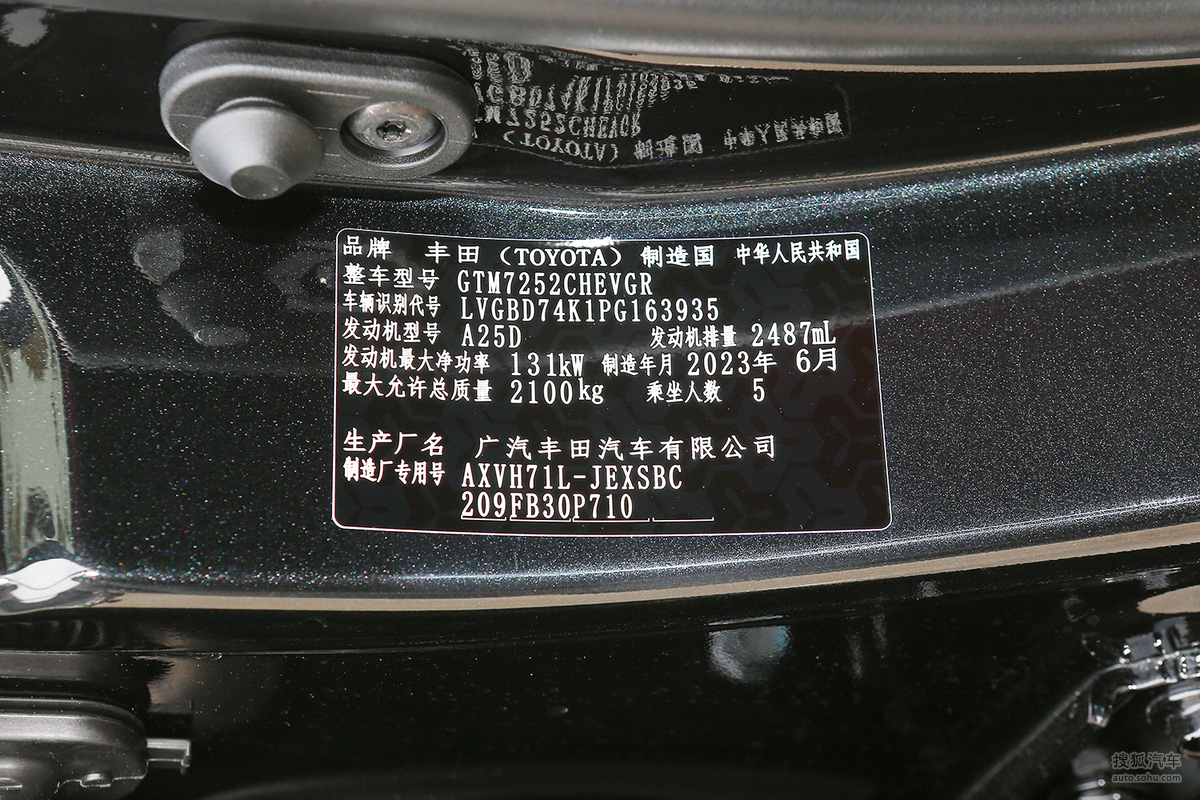 品牌 丰田（TOYOTA）制造国 中华人民共和国
整车型号 GTM7252CHEVGR
车辆识别代号 LVGBD74K1PG163935
发动机型号 A25D 发动机排量 2487mL
发动机最大净功率 131kW 制造年月 2023年 6月
最大允许总质量 2100kg 乘坐人数 5
生产厂名 广汽丰田汽车有限公司
制造厂专用号 AXVH71L-JEXSBC
209FB30P710
搜狐汽车
auto.sohu.com